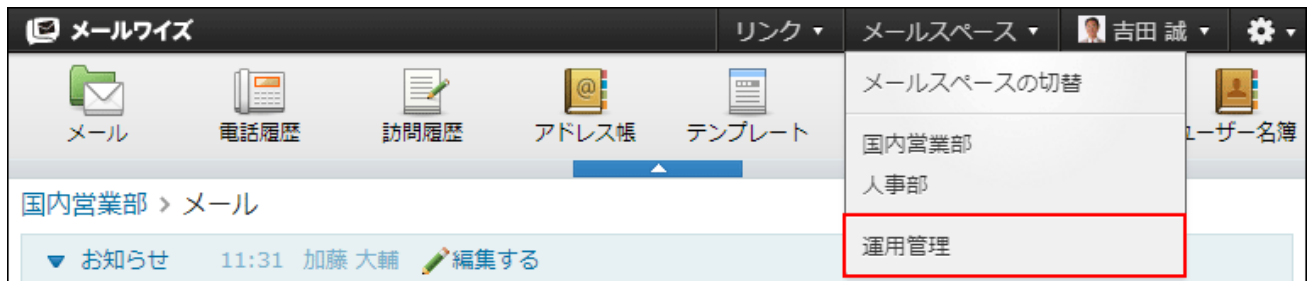 メールワイズ リンク ▼ メールスペース ▼ 吉田 誠 ▼
メール 電話履歴 訪問履歴 アドレス帳 テンプレート ーザー名簿
メールスペースの切替
国内営業部
人事部
運用管理
国内営業部 > メール
▼ お知らせ 11:31 加藤 大輔 編集する